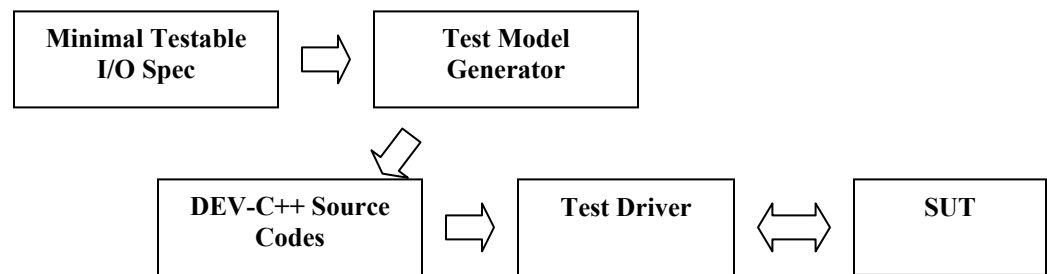 Minimal Testable
I/O Spec
Test Model
Generator
DEV-C++ Source
Codes
Test Driver
SUT